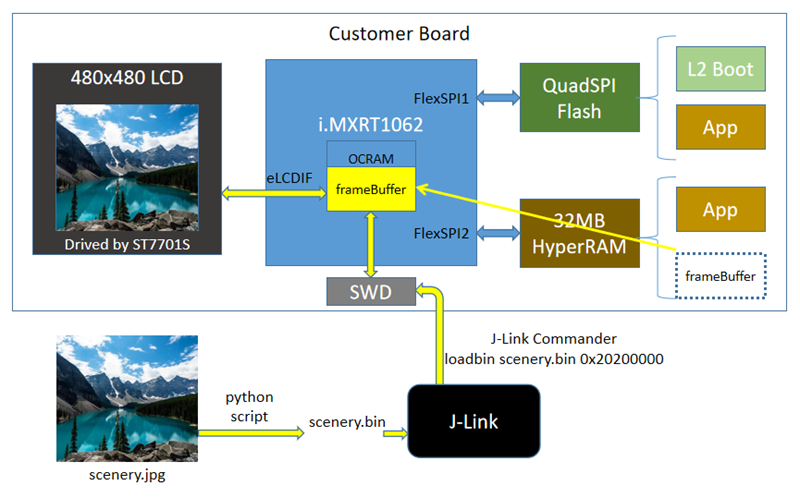 Customer Board
480x480 LCD
Drived by ST7701S
i.MXRT1062
OCRAM
frameBuffer
eLCDIF
FlexSPI1
FlexSPI2
QuadSPI
Flash
L2 Boot
App
32MB
HyperRAM
App
frameBuffer
SWD
J-Link Commander
loadbin scenery.bin 0x20200000
python
script
scenery.bin
J-Link
scenery.jpg